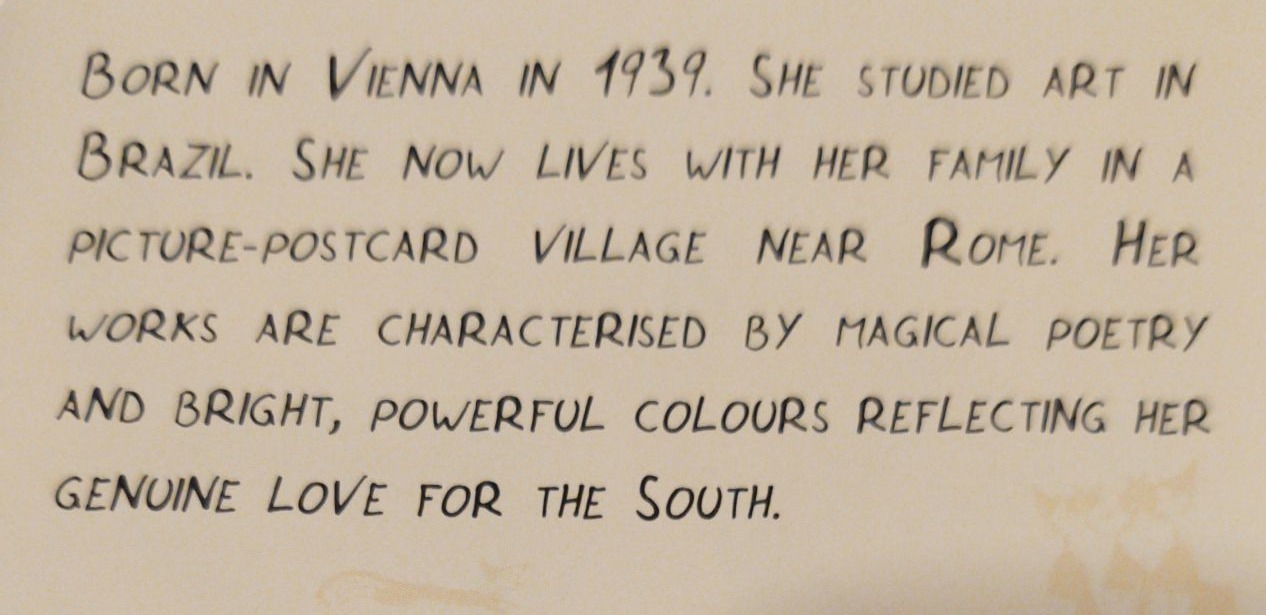 Born in Vienna in 1939. She studied art in
Brazil. She now lives with her family in a
picture-postcard village near Rome. Her
works are characterised by magical poetry
and bright, powerful colours reflecting her
genuine love for the South.